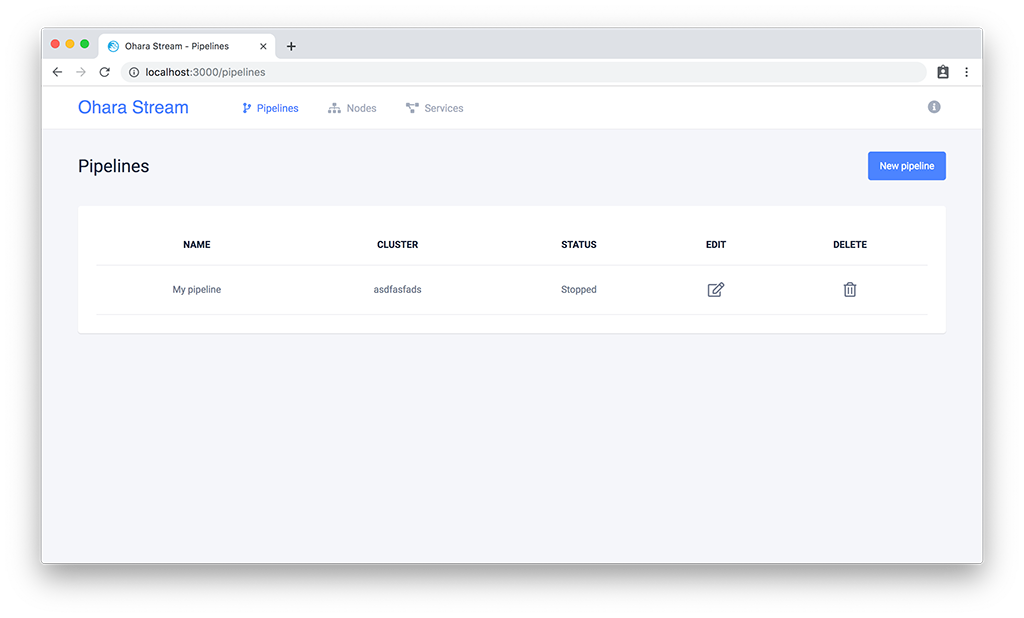 Ohara Stream - Pipelines
localhost:3000/pipelines
Ohara Stream Pipelines Nodes Services
Pipelines New pipeline
NAME CLUSTER STATUS EDIT DELETE
My pipeline asdfasfads Stopped